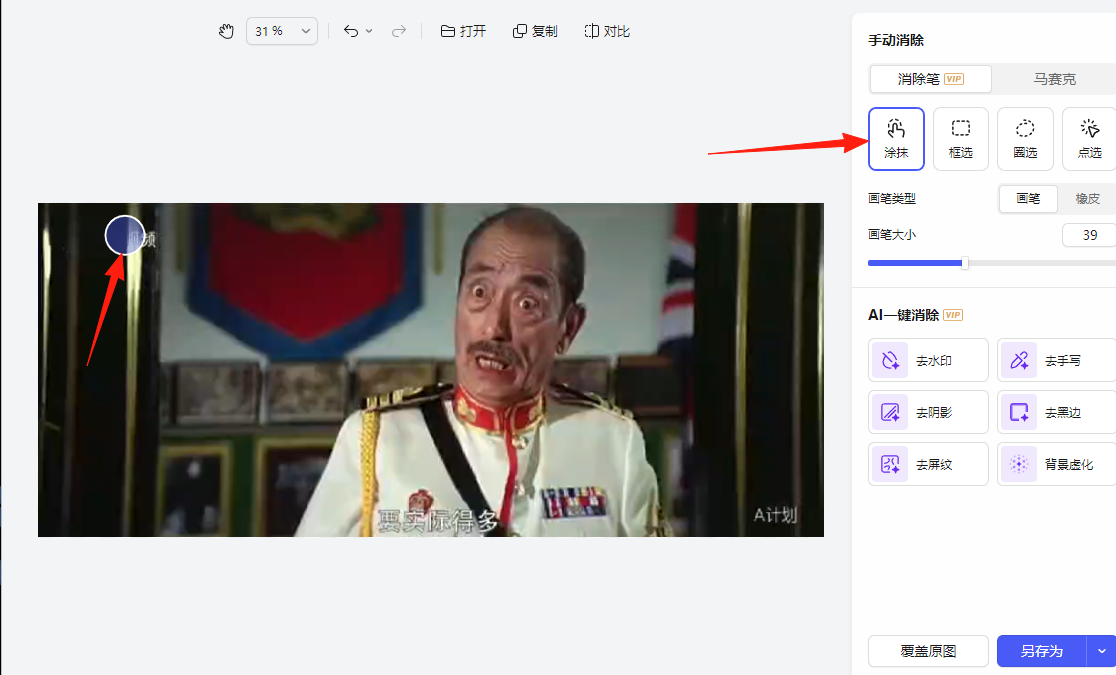 31 %
打开
复制
对比
手动消除
消除笔 VIP
马赛克
涂抹
框选
圈选
点选
画笔类型
画笔
橡皮
画笔大小
39
频
AI一键消除 VIP
去水印
去手写
去阴影
去黑边
去屏纹
背景虚化
要实际得多
A计划
覆盖原图
另存为